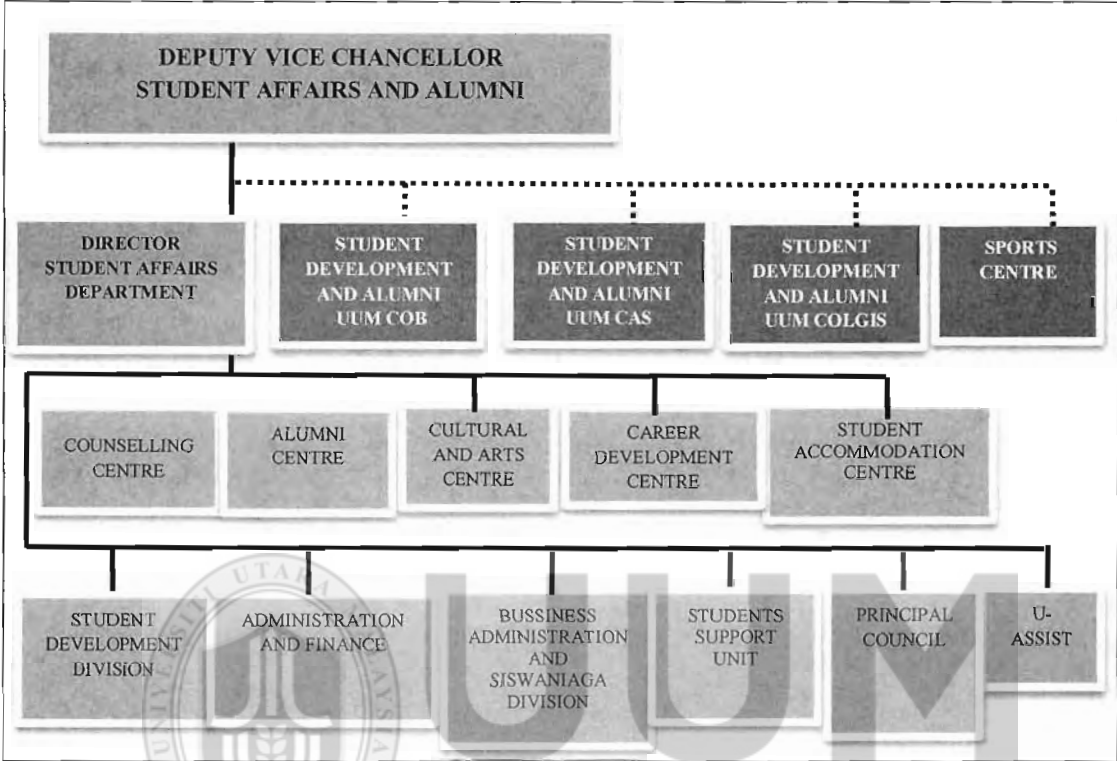 DEPUTY VICE CHANCELLOR
STUDENT AFFAIRS AND ALUMNI
DIRECTOR
STUDENT AFFAIRS
DEPARTMENT
STUDENT
DEVELOPMENT
AND ALUMNI
UUM COB
STUDENT
DEVELOPMENT
AND ALUMNI
UUM CAS
STUDENT
DEVELOPMENT
AND ALUMNI
UUM COLGIS
SPORTS
CENTRE
COUNSELLING
CENTRE
ALUMNI
CENTRE
CULTURAL
AND ARTS
CENTRE
CAREER
DEVELOPMENT
CENTRE
STUDENT
ACCOMMODATION
CENTRE
STUDENT
DEVELOPMENT
DIVISION
ADMINISTRATION
AND FINANCE
BUSSINESS
ADMINISTRATION
AND
SISWANIAGA
DIVISION
STUDENTS
SUPPORT
UNIT
PRINCIPAL
COUNCIL
U-
ASSIST
UUM
UNIVERSITI UTARA MALAYSIA